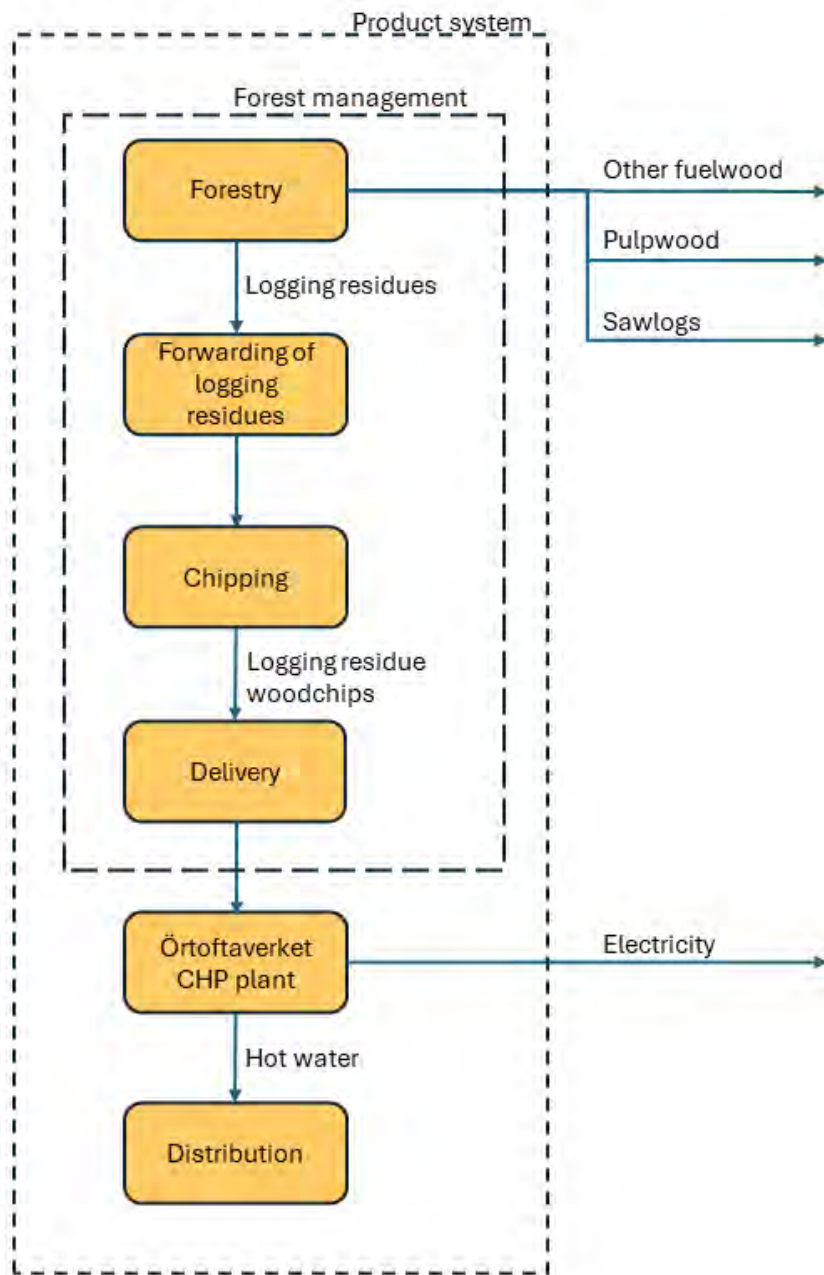 Product system
Forest management
Forestry
Other fuelwood
Pulpwood
Sawlogs
Logging residues
Forwarding of
logging
residues
Chipping
Logging residue
woodchips
Delivery
Örtoftaverket
CHP plant
Electricity
Hot water
Distribution